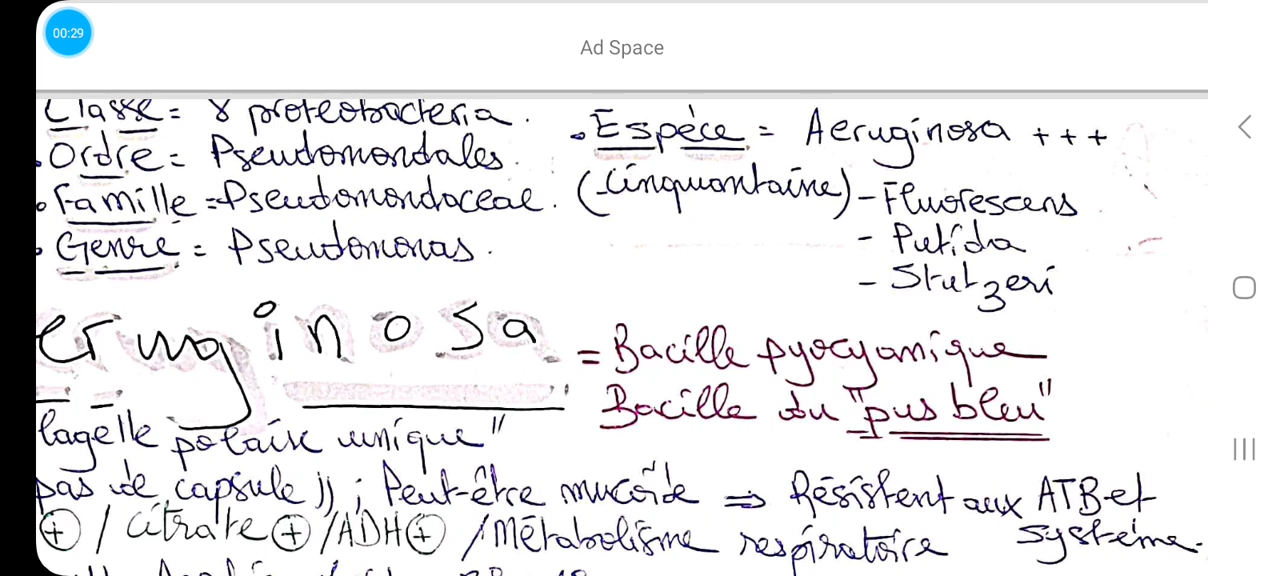 00:29
Ad Space
Classe = γ proteobacteria.
. Ordre = Pseudomondales.
. Famille = Pseudomondaceae.
. Genre = Pseudomonas.
. Espèce = Aeruginosa +++
(-Cinquantaine) - Fluorescens
- Putida
- Stutzeri
eruginosa
= Bacille pyocyanique
Bacille du "pus bleu"
lagelle polaire unique"
pas de capsule )) ; Peut-être mucoïde ⇒ Résistent aux ATB et
système.
⊕ / citrate ⊕ / ADH ⊕ / Métabolisme respiratoire